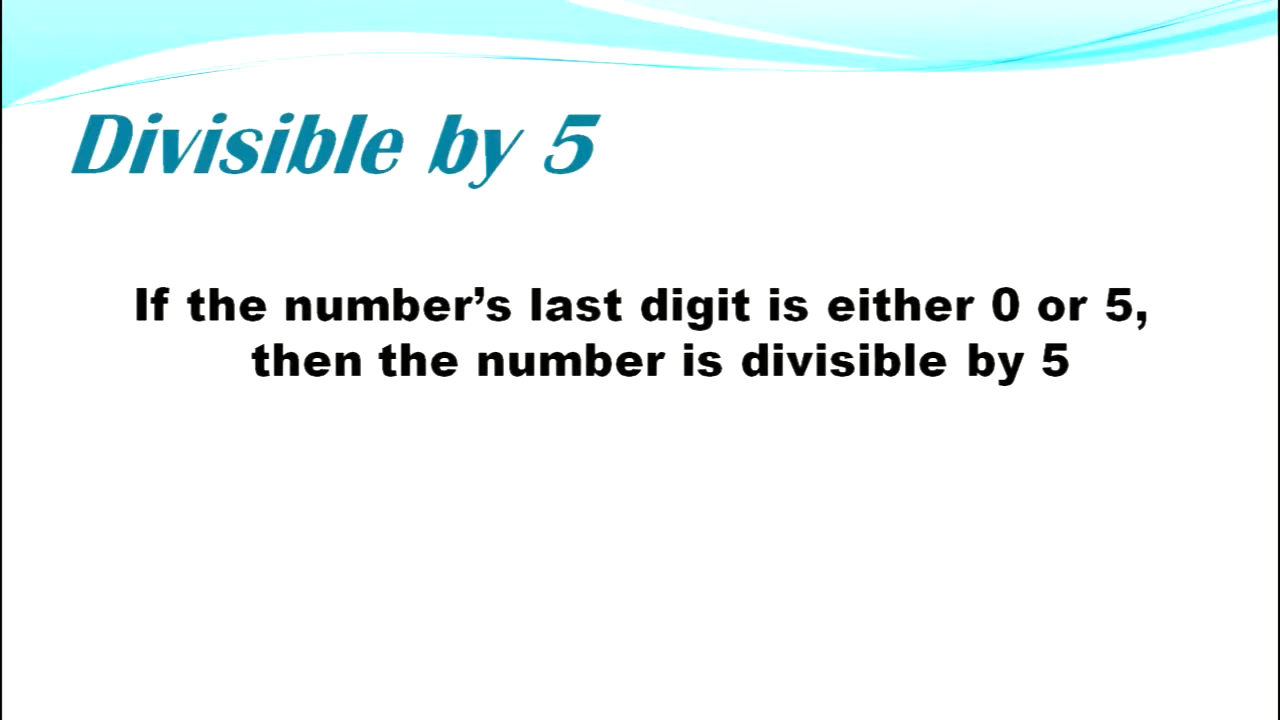 Divisible by 5
If the number’s last digit is either 0 or 5,
then the number is divisible by 5